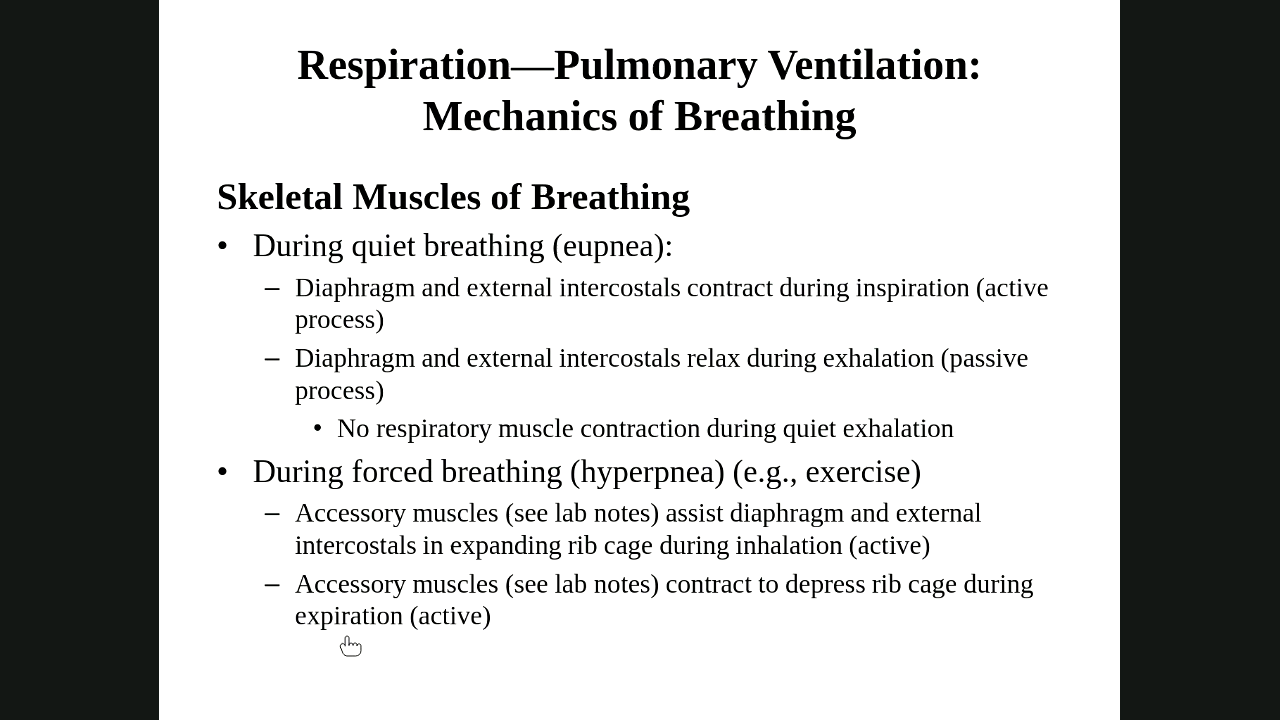 Respiration—Pulmonary Ventilation:
Mechanics of Breathing
Skeletal Muscles of Breathing
• During quiet breathing (eupnea):
– Diaphragm and external intercostals contract during inspiration (active
process)
– Diaphragm and external intercostals relax during exhalation (passive
process)
• No respiratory muscle contraction during quiet exhalation
• During forced breathing (hyperpnea) (e.g., exercise)
– Accessory muscles (see lab notes) assist diaphragm and external
intercostals in expanding rib cage during inhalation (active)
– Accessory muscles (see lab notes) contract to depress rib cage during
expiration (active)